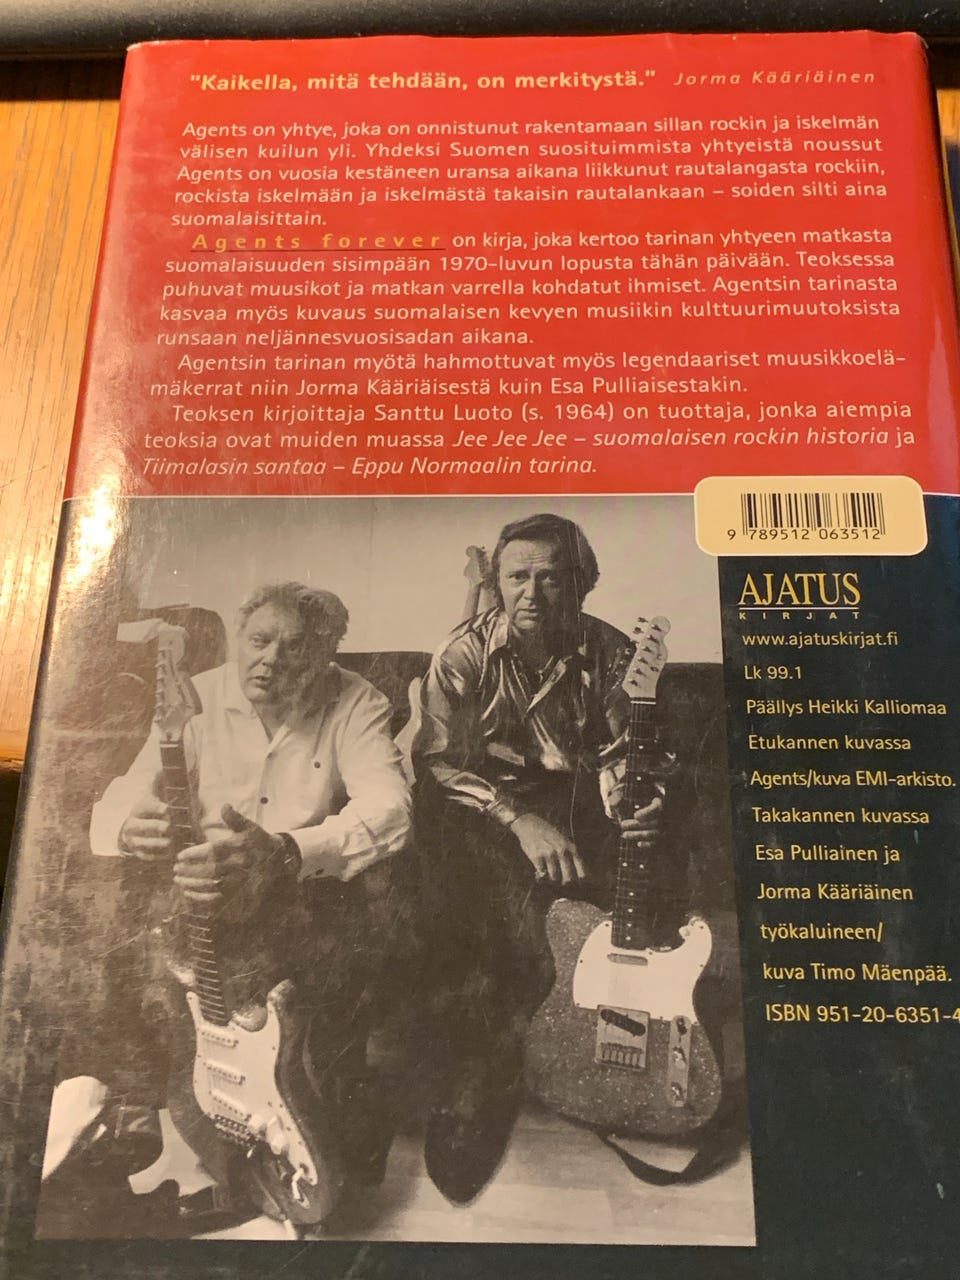 "Kaikella, mitä tehdään, on merkitystä." Jorma Kääriäinen
Agents on yhtye, joka on onnistunut rakentamaan sillan rockin ja iskelmän
välisen kuilun yli. Yhdeksi Suomen suosituimmista yhtyeistä noussut
Agents on vuosia kestäneen uransa aikana liikkunut rautalangasta rockiin,
rockista iskelmään ja iskelmästä takaisin rautalankaan – soiden silti aina
suomalaisittain.
Agents forever on kirja, joka kertoo tarinan yhtyeen matkasta
suomalaisuuden sisimpään 1970-luvun lopusta tähän päivään. Teoksessa
puhuvat muusikot ja matkan varrella kohdatut ihmiset. Agentsin tarinasta
kasvaa myös kuvaus suomalaisen kevyen musiikin kulttuurimuutoksista
runsaan neljännesvuosisadan aikana.
Agentsin tarinan myötä hahmottuvat myös legendaariset muusikkoelä-
mäkerrat niin Jorma Kääriäisestä kuin Esa Pulliaisestakin.
Teoksen kirjoittaja Santtu Luoto (s. 1964) on tuottaja, jonka aiempia
teoksia ovat muiden muassa Jee Jee Jee – suomalaisen rockin historia ja
Tiimalasin santaa – Eppu Normaalin tarina.
9 789512 063512
AJATUS
KIRJAT
www.ajatuskirjat.fi
Lk 99.1
Päällys Heikki Kalliomaa
Etukannen kuvassa
Agents/kuva EMI-arkisto.
Takakannen kuvassa
Esa Pulliainen ja
Jorma Kääriäinen
työkaluineen/
kuva Timo Mäenpää.
ISBN 951-20-6351-4